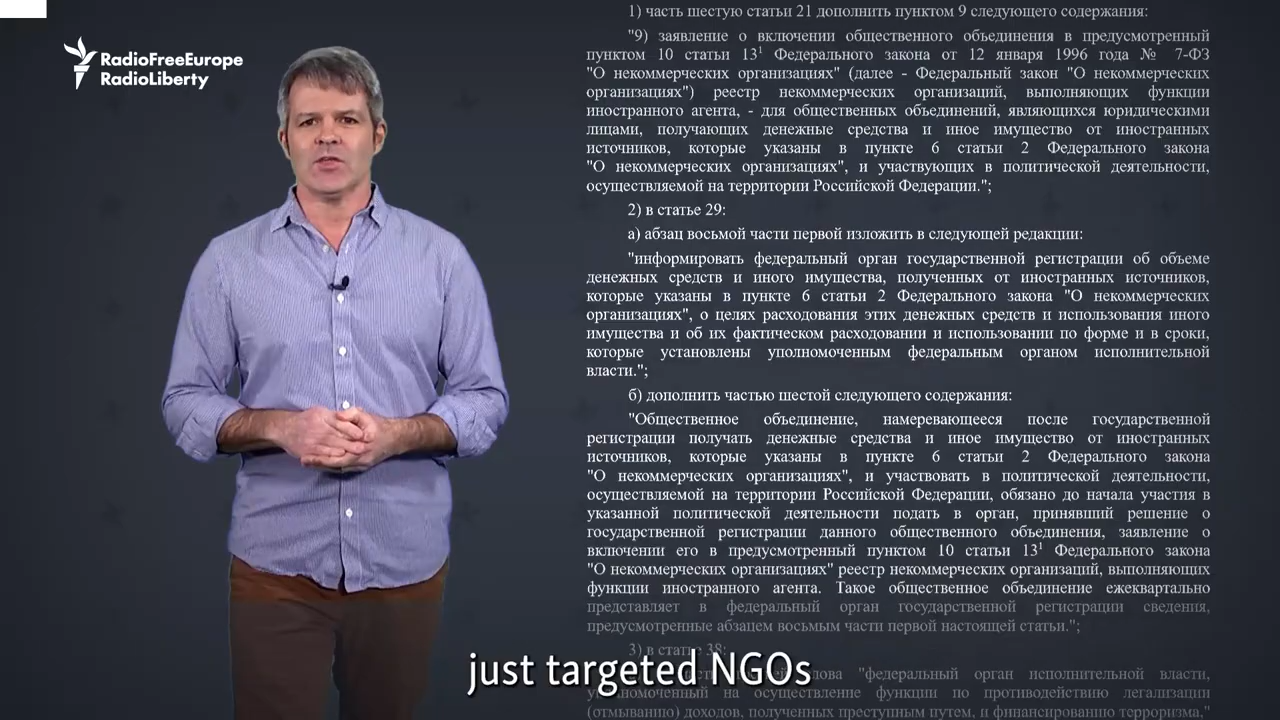 RadioFreeEurope
RadioLiberty
1) часть шестую статьи 21 дополнить пунктом 9 следующего содержания:
"9) заявление о включении общественного объединения в предусмотренный
пунктом 10 статьи 13¹ Федерального закона от 12 января 1996 года № 7-ФЗ
"О некоммерческих организациях" (далее - Федеральный закон "О некоммерческих
организациях") реестр некоммерческих организаций, выполняющих функции
иностранного агента, - для общественных объединений, являющихся юридическими
лицами, получающих денежные средства и иное имущество от иностранных
источников, которые указаны в пункте 6 статьи 2 Федерального закона
"О некоммерческих организациях", и участвующих в политической деятельности,
осуществляемой на территории Российской Федерации.";
2) в статье 29:
а) абзац восьмой части первой изложить в следующей редакции:
"информировать федеральный орган государственной регистрации об объеме
денежных средств и иного имущества, полученных от иностранных источников,
которые указаны в пункте 6 статьи 2 Федерального закона "О некоммерческих
организациях", о целях расходования этих денежных средств и использования иного
имущества и об их фактическом расходовании и использовании по форме и в сроки,
которые установлены уполномоченным федеральным органом исполнительной
власти.";
б) дополнить частью шестой следующего содержания:
"Общественное объединение, намеревающееся после государственной
регистрации получать денежные средства и иное имущество от иностранных
источников, которые указаны в пункте 6 статьи 2 Федерального закона
"О некоммерческих организациях", и участвовать в политической деятельности,
осуществляемой на территории Российской Федерации, обязано до начала участия в
указанной политической деятельности подать в орган, принявший решение о
государственной регистрации данного общественного объединения, заявление о
включении его в предусмотренный пунктом 10 статьи 13¹ Федерального закона
"О некоммерческих организациях" реестр некоммерческих организаций, выполняющих
функции иностранного агента. Такое общественное объединение ежеквартально
представляет в федеральный орган государственной регистрации сведения,
предусмотренные абзацем восьмым части первой настоящей статьи.";
3) в статье 38:
"федеральный орган исполнительной власти,
на осуществление функции по противодействию легализации
(отмыванию) доходов, полученных преступным путем, и финансированию терроризма,"
just targeted NGOs